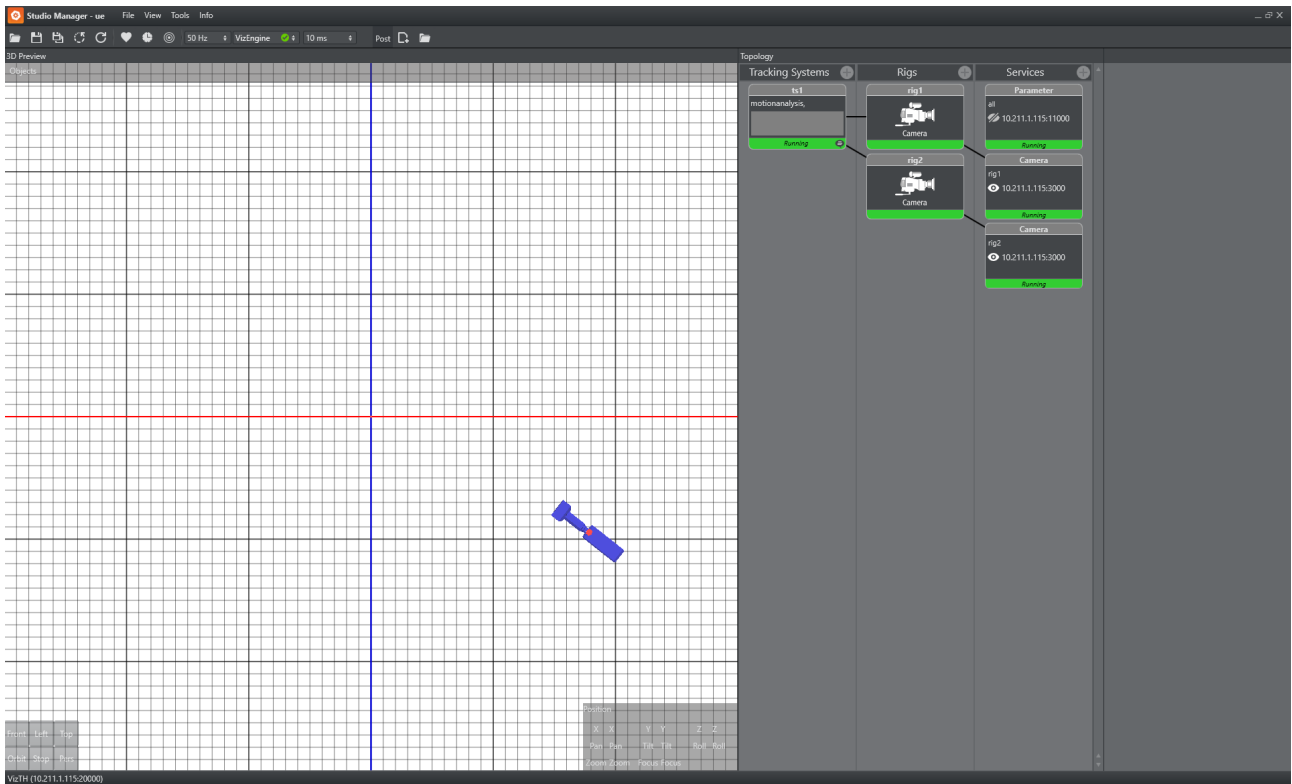 Studio Manager - ue File View Tools Info
50 Hz VizEngine 10 ms Post
3D Preview
Objects
Front Left Top
Orbit Stop Pers
Position
X X Y Y Z Z
Pan Pan Tilt Tilt Roll Roll
Zoom Zoom Focus Focus
Topology
Tracking Systems Rigs Services
ts1
motionanalysis,
Running
rig1
Camera
rig2
Camera
Parameter
all
10.211.1.115:11000
Running
Camera
rig1
10.211.1.115:3000
Running
Camera
rig2
10.211.1.115:3000
Running
VizTH (10.211.1.115:20000)